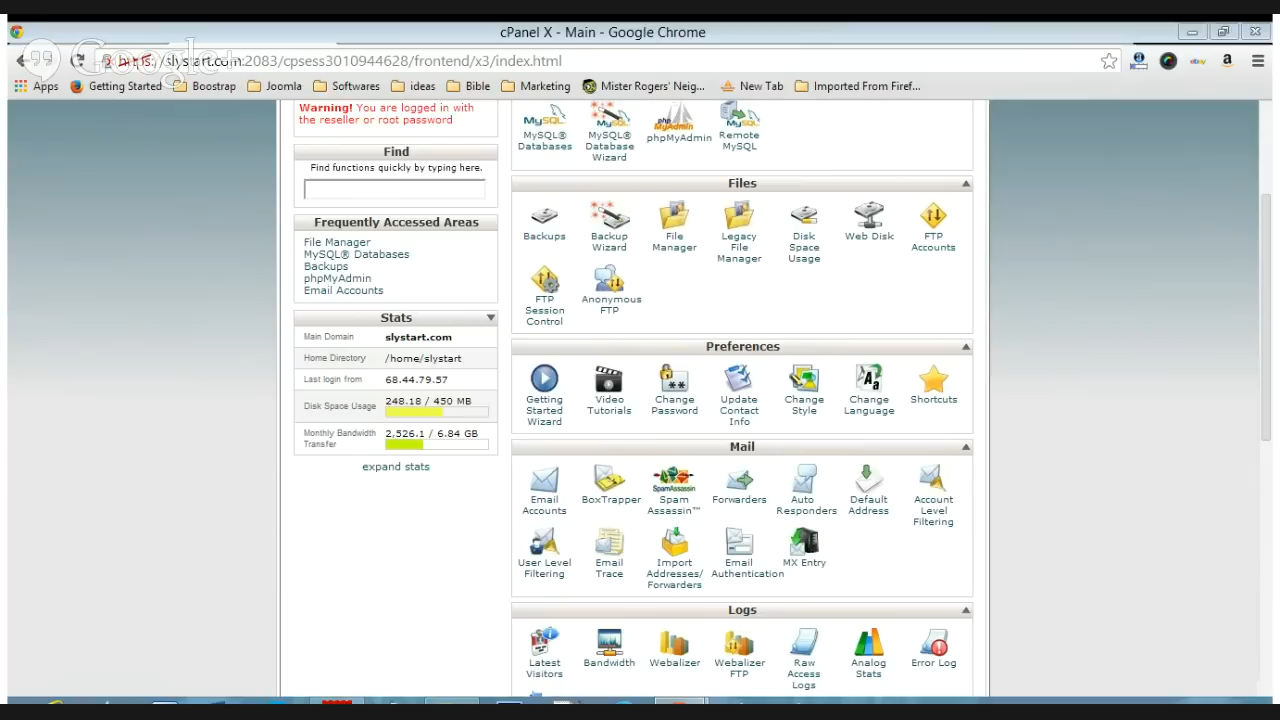 cPanel X - Main - Google Chrome
Google+
https://slystart.com:2083/cpsess3010944628/frontend/x3/index.html
Apps
Getting Started
Boostrap
Joomla
Softwares
ideas
Bible
Marketing
Mister Rogers' Neig...
New Tab
Imported From Firef...
Warning! You are logged in with
the reseller or root password
Find
Find functions quickly by typing here.
Frequently Accessed Areas
File Manager
MySQL® Databases
Backups
phpMyAdmin
Email Accounts
Stats
Main Domain slystart.com
Home Directory /home/slystart
Last login from 68.44.79.57
Disk Space Usage 248.18 / 450 MB
Monthly Bandwidth
Transfer
2,526.1 / 6.84 GB
expand stats
MySQL
MySQL®
Databases
MySQL
MySQL®
Database
Wizard
php
MyAdmin
phpMyAdmin
MySQL
Remote
MySQL
Files
Backups
Backup
Wizard
File
Manager
Legacy
File
Manager
Disk
Space
Usage
Web Disk
FTP
Accounts
FTP
Session
Control
Anonymous
FTP
Preferences
Getting
Started
Wizard
Video
Tutorials
**
Change
Password
Update
Contact
Info
Change
Style
Aa
Change
Language
Shortcuts
Mail
Email
Accounts
BoxTrapper
SpamAssassin
Spam
Assassin™
Forwarders
Auto
Responders
Default
Address
Account
Level
Filtering
User Level
Filtering
Email
Trace
Import
Addresses/
Forwarders
Email
Authentication
MX Entry
Logs
Latest
Visitors
Bandwidth
Webalizer
Webalizer
FTP
Raw
Access
Logs
Analog
Stats
Error Log